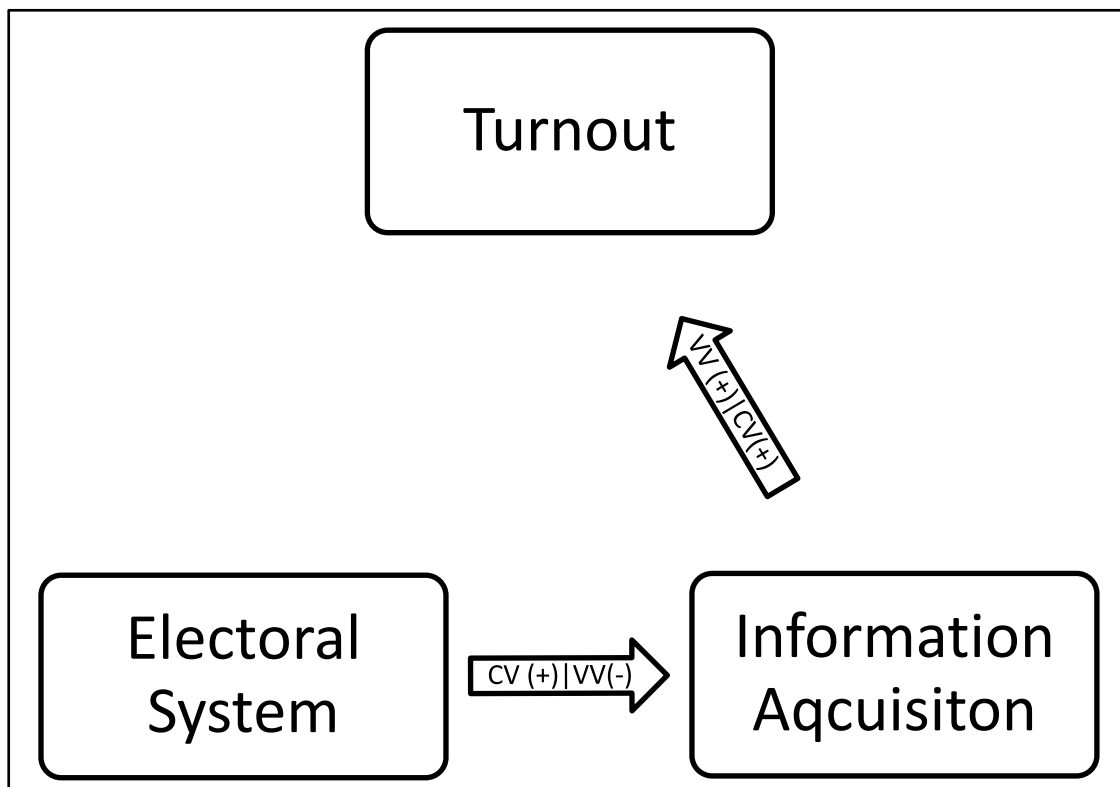 Turnout
VV (+)|CV(+)
Electoral
System
CV (+)|VV(-)
Information
Aqcuisiton